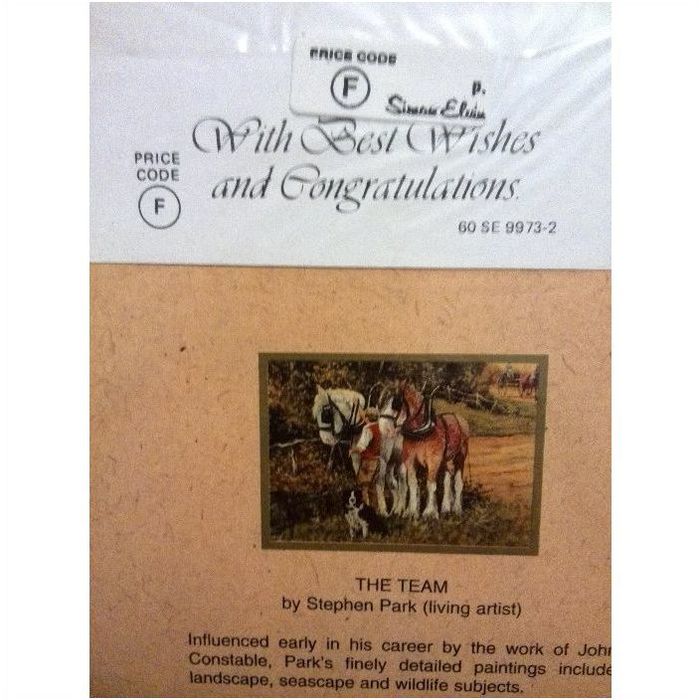 PRICE CODE
F
p.
Simon Elvin
With Best Wishes
and Congratulations.
PRICE
CODE
F
60 SE 9973-2
THE TEAM
by Stephen Park (living artist)
Influenced early in his career by the work of John
Constable, Park's finely detailed paintings include
landscape, seascape and wildlife subjects.